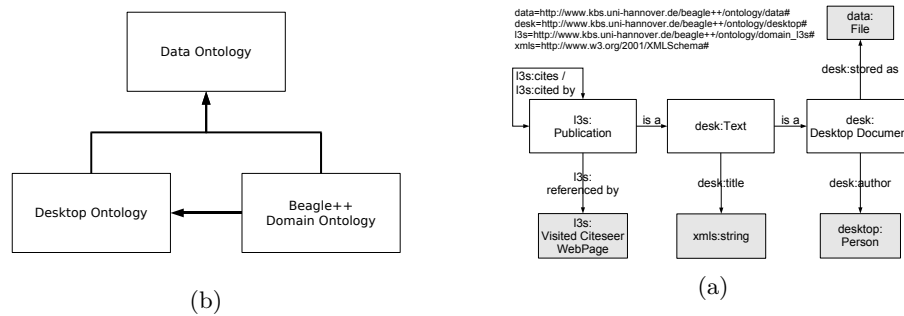 Data Ontology
Desktop Ontology
Beagle++
Domain Ontology
(b)
data=http://www.kbs.uni-hannover.de/beagle++/ontology/data#
desk=http://www.kbs.uni-hannover.de/beagle++/ontology/desktop#
l3s=http://www.kbs.uni-hannover.de/beagle++/ontology/domain_l3s#
xmls=http://www.w3.org/2001/XMLSchema#
data:
File
l3s:cites /
l3s:cited by
desk:stored as
l3s:
Publication
is a
desk:Text
is a
desk:
Desktop Documen
l3s:
referenced by
desk:title
desk:author
l3s:
Visited Citeseer
WebPage
xmls:string
desktop:
Person
(a)